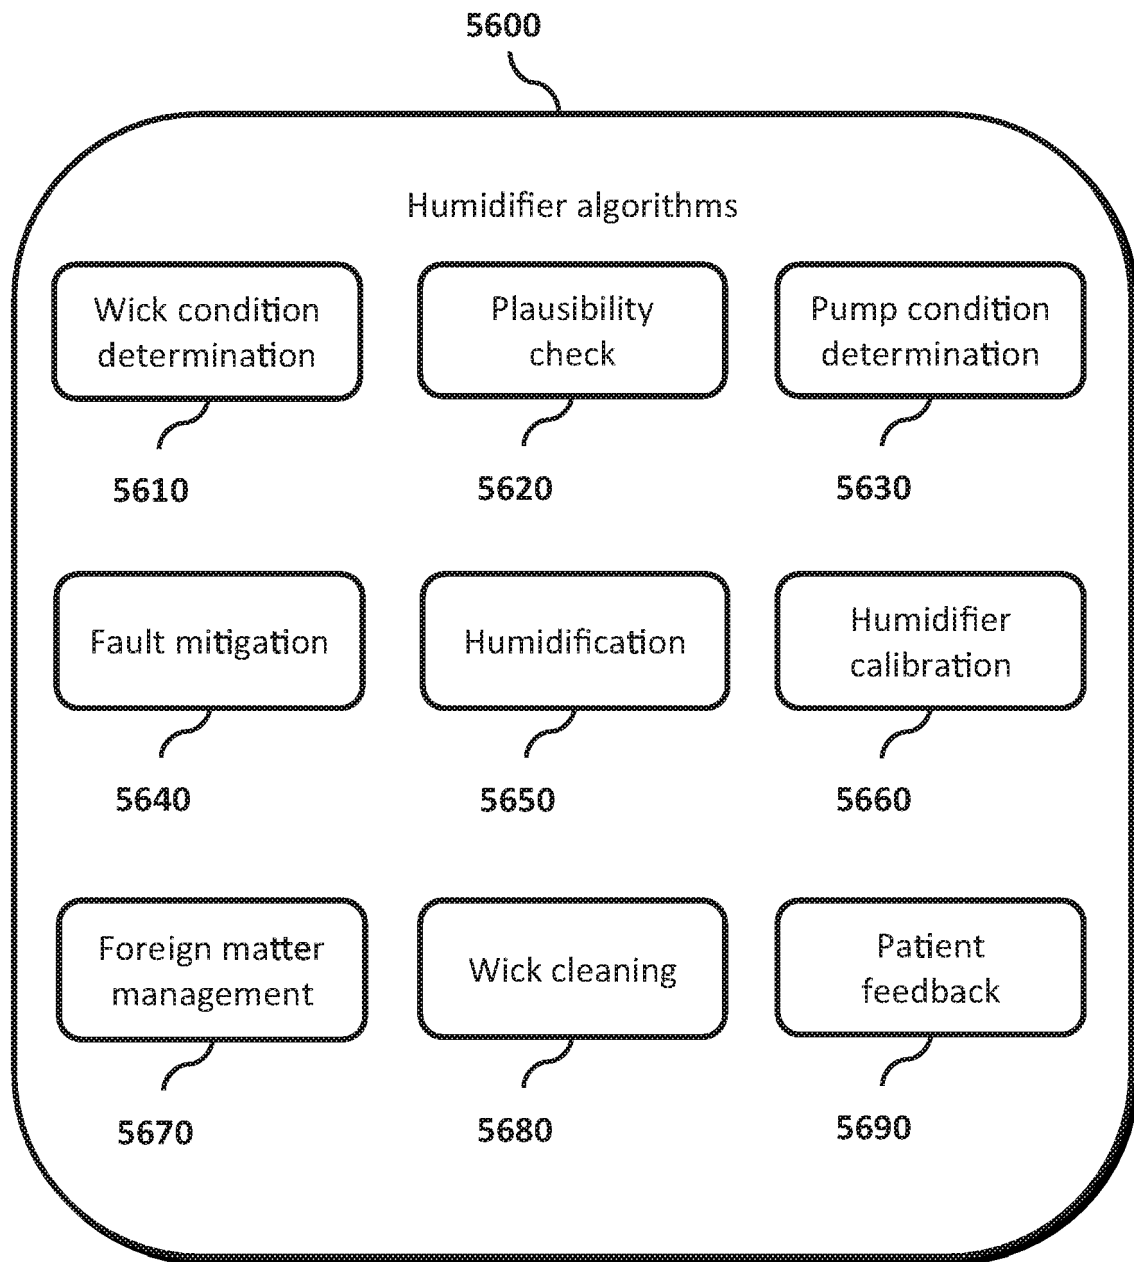 5600
Humidifier algorithms
Wick condition
determination
5610
Plausibility
check
5620
Pump condition
determination
5630
Fault mitigation
5640
Humidification
5650
Humidifier
calibration
5660
Foreign matter
management
5670
Wick cleaning
5680
Patient
feedback
5690